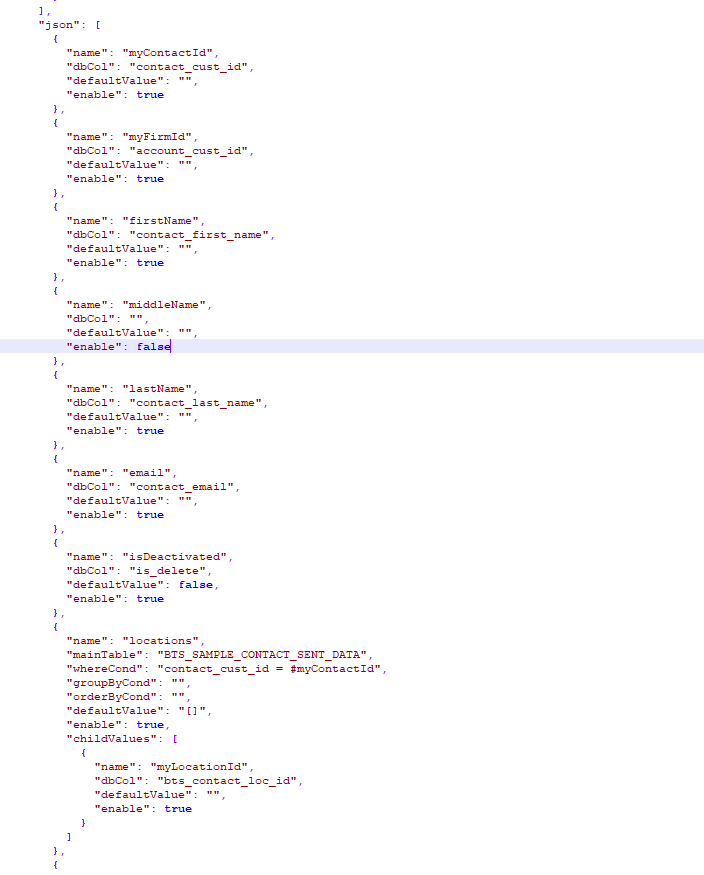 ],
"json": [
{
"name": "myContactId",
"dbCol": "contact_cust_id",
"defaultValue": "",
"enable": true
},
{
"name": "myFirmId",
"dbCol": "account_cust_id",
"defaultValue": "",
"enable": true
},
{
"name": "firstName",
"dbCol": "contact_first_name",
"defaultValue": "",
"enable": true
},
{
"name": "middleName",
"dbCol": "",
"defaultValue": "",
"enable": false
},
{
"name": "lastName",
"dbCol": "contact_last_name",
"defaultValue": "",
"enable": true
},
{
"name": "email",
"dbCol": "contact_email",
"defaultValue": "",
"enable": true
},
{
"name": "isDeactivated",
"dbCol": "is_delete",
"defaultValue": false,
"enable": true
},
{
"name": "locations",
"mainTable": "BTS_SAMPLE_CONTACT_SENT_DATA",
"whereCond": "contact_cust_id = #myContactId",
"groupByCond": "",
"orderByCond": "",
"defaultValue": "[]",
"enable": true,
"childValues": [
{
"name": "myLocationId",
"dbCol": "bts_contact_loc_id",
"defaultValue": "",
"enable": true
}
]
},
{